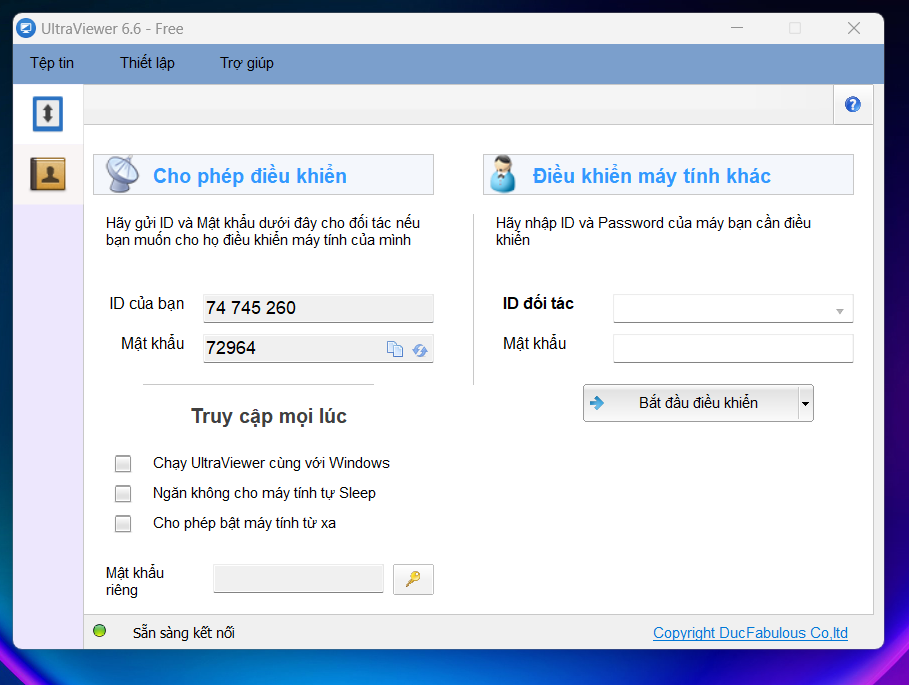 UltraViewer 6.6 - Free
Tệp tin
Thiết lập
Trợ giúp
Cho phép điều khiển
Hãy gửi ID và Mật khẩu dưới đây cho đối tác nếu
bạn muốn cho họ điều khiển máy tính của mình
ID của bạn
74 745 260
Mật khẩu
72964
Truy cập mọi lúc
Chạy UltraViewer cùng với Windows
Ngăn không cho máy tính tự Sleep
Cho phép bật máy tính từ xa
Mật khẩu
riêng
Điều khiển máy tính khác
Hãy nhập ID và Password của máy bạn cần điều
khiển
ID đối tác
Mật khẩu
Bắt đầu điều khiển
Sẵn sàng kết nối
Copyright DucFabulous Co,ltd